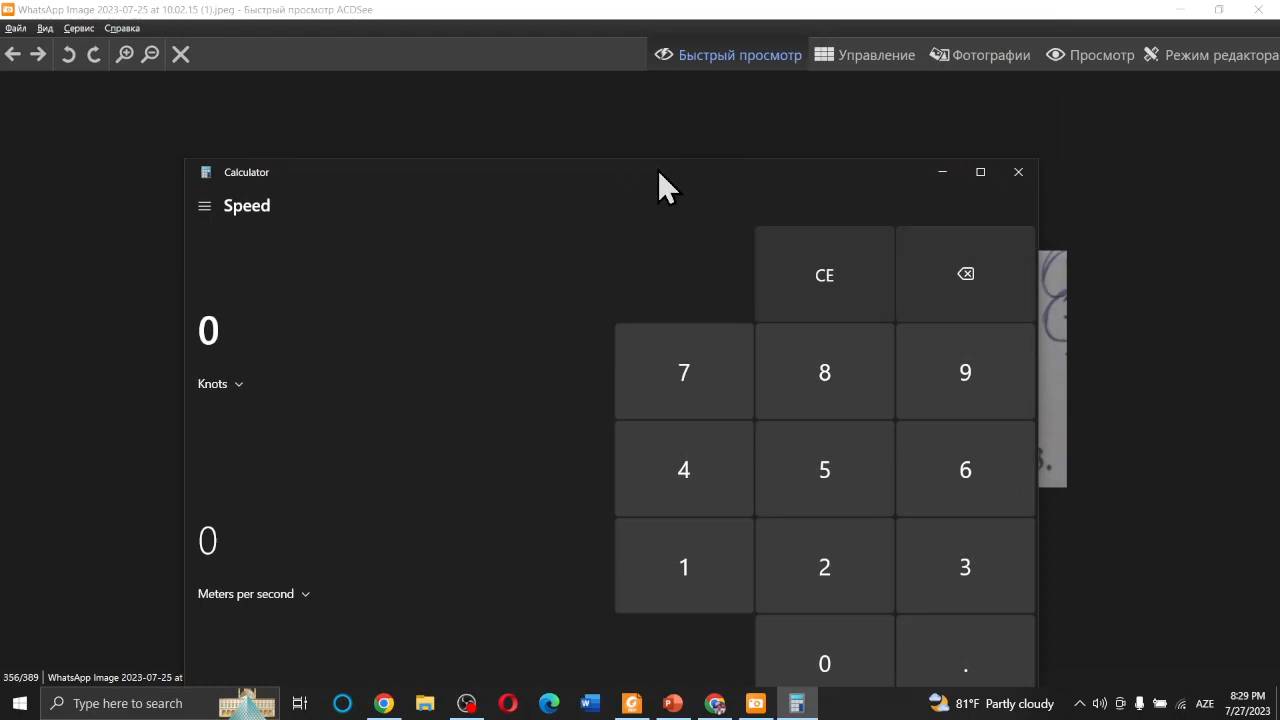 WhatsApp Image 2023-07-25 at 10.02.15 (1).jpeg - Быстрый просмотр ACDSee
Файл Вид Сервис Справка
Быстрый просмотр Управление Фотографии Просмотр Режим редактора
Calculator
Speed
CE
0
7 8 9
Knots
4 5 6
0
1 2 3
Meters per second
0 .
356/389 WhatsApp Image 2023-07-25 at
Type here to search
81°F Partly cloudy
AZE
8:29 PM
7/27/2023